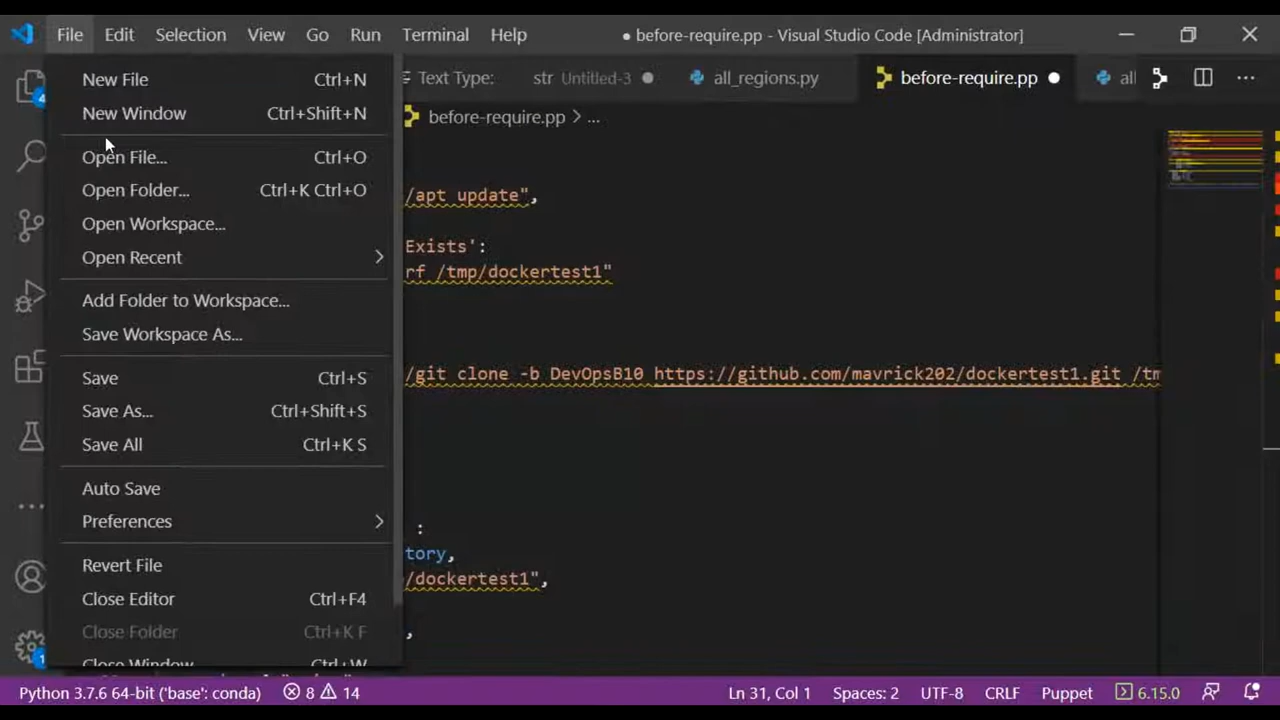 File Edit Selection View Go Run Terminal Help ● before-require.pp - Visual Studio Code [Administrator]
Text Type: str Untitled-3 all_regions.py before-require.pp all
before-require.pp > ...
New File Ctrl+N
New Window Ctrl+Shift+N
Open File... Ctrl+O
Open Folder... Ctrl+K Ctrl+O
Open Workspace...
Open Recent
Add Folder to Workspace...
Save Workspace As...
Save Ctrl+S
Save As... Ctrl+Shift+S
Save All Ctrl+K S
Auto Save
Preferences
Revert File
Close Editor Ctrl+F4
Close Folder Ctrl+K F
Close Window Ctrl+W
/apt update",
Exists':
rf /tmp/dockertest1"
/git clone -b DevOpsB10 https://github.com/mavrick202/dockertest1.git /tm
:
tory,
/dockertest1",
,
4
1
Python 3.7.6 64-bit ('base': conda) 8 14 Ln 31, Col 1 Spaces: 2 UTF-8 CRLF Puppet 6.15.0